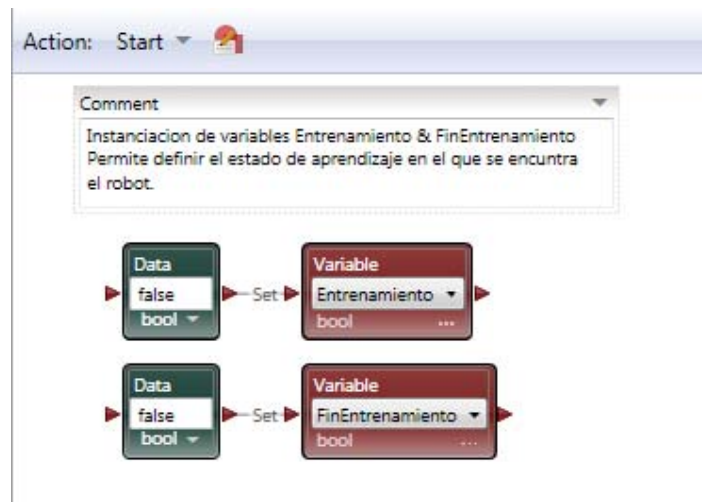 Action: Start
Comment
Instanciacion de variables Entrenamiento & FinEntrenamiento
Permite definir el estado de aprendizaje en el que se encuntra
el robot.
Data
Variable
false
Set
Entrenamiento
bool
bool ...
Data
Variable
false
Set
FinEntrenamiento
bool
bool ...